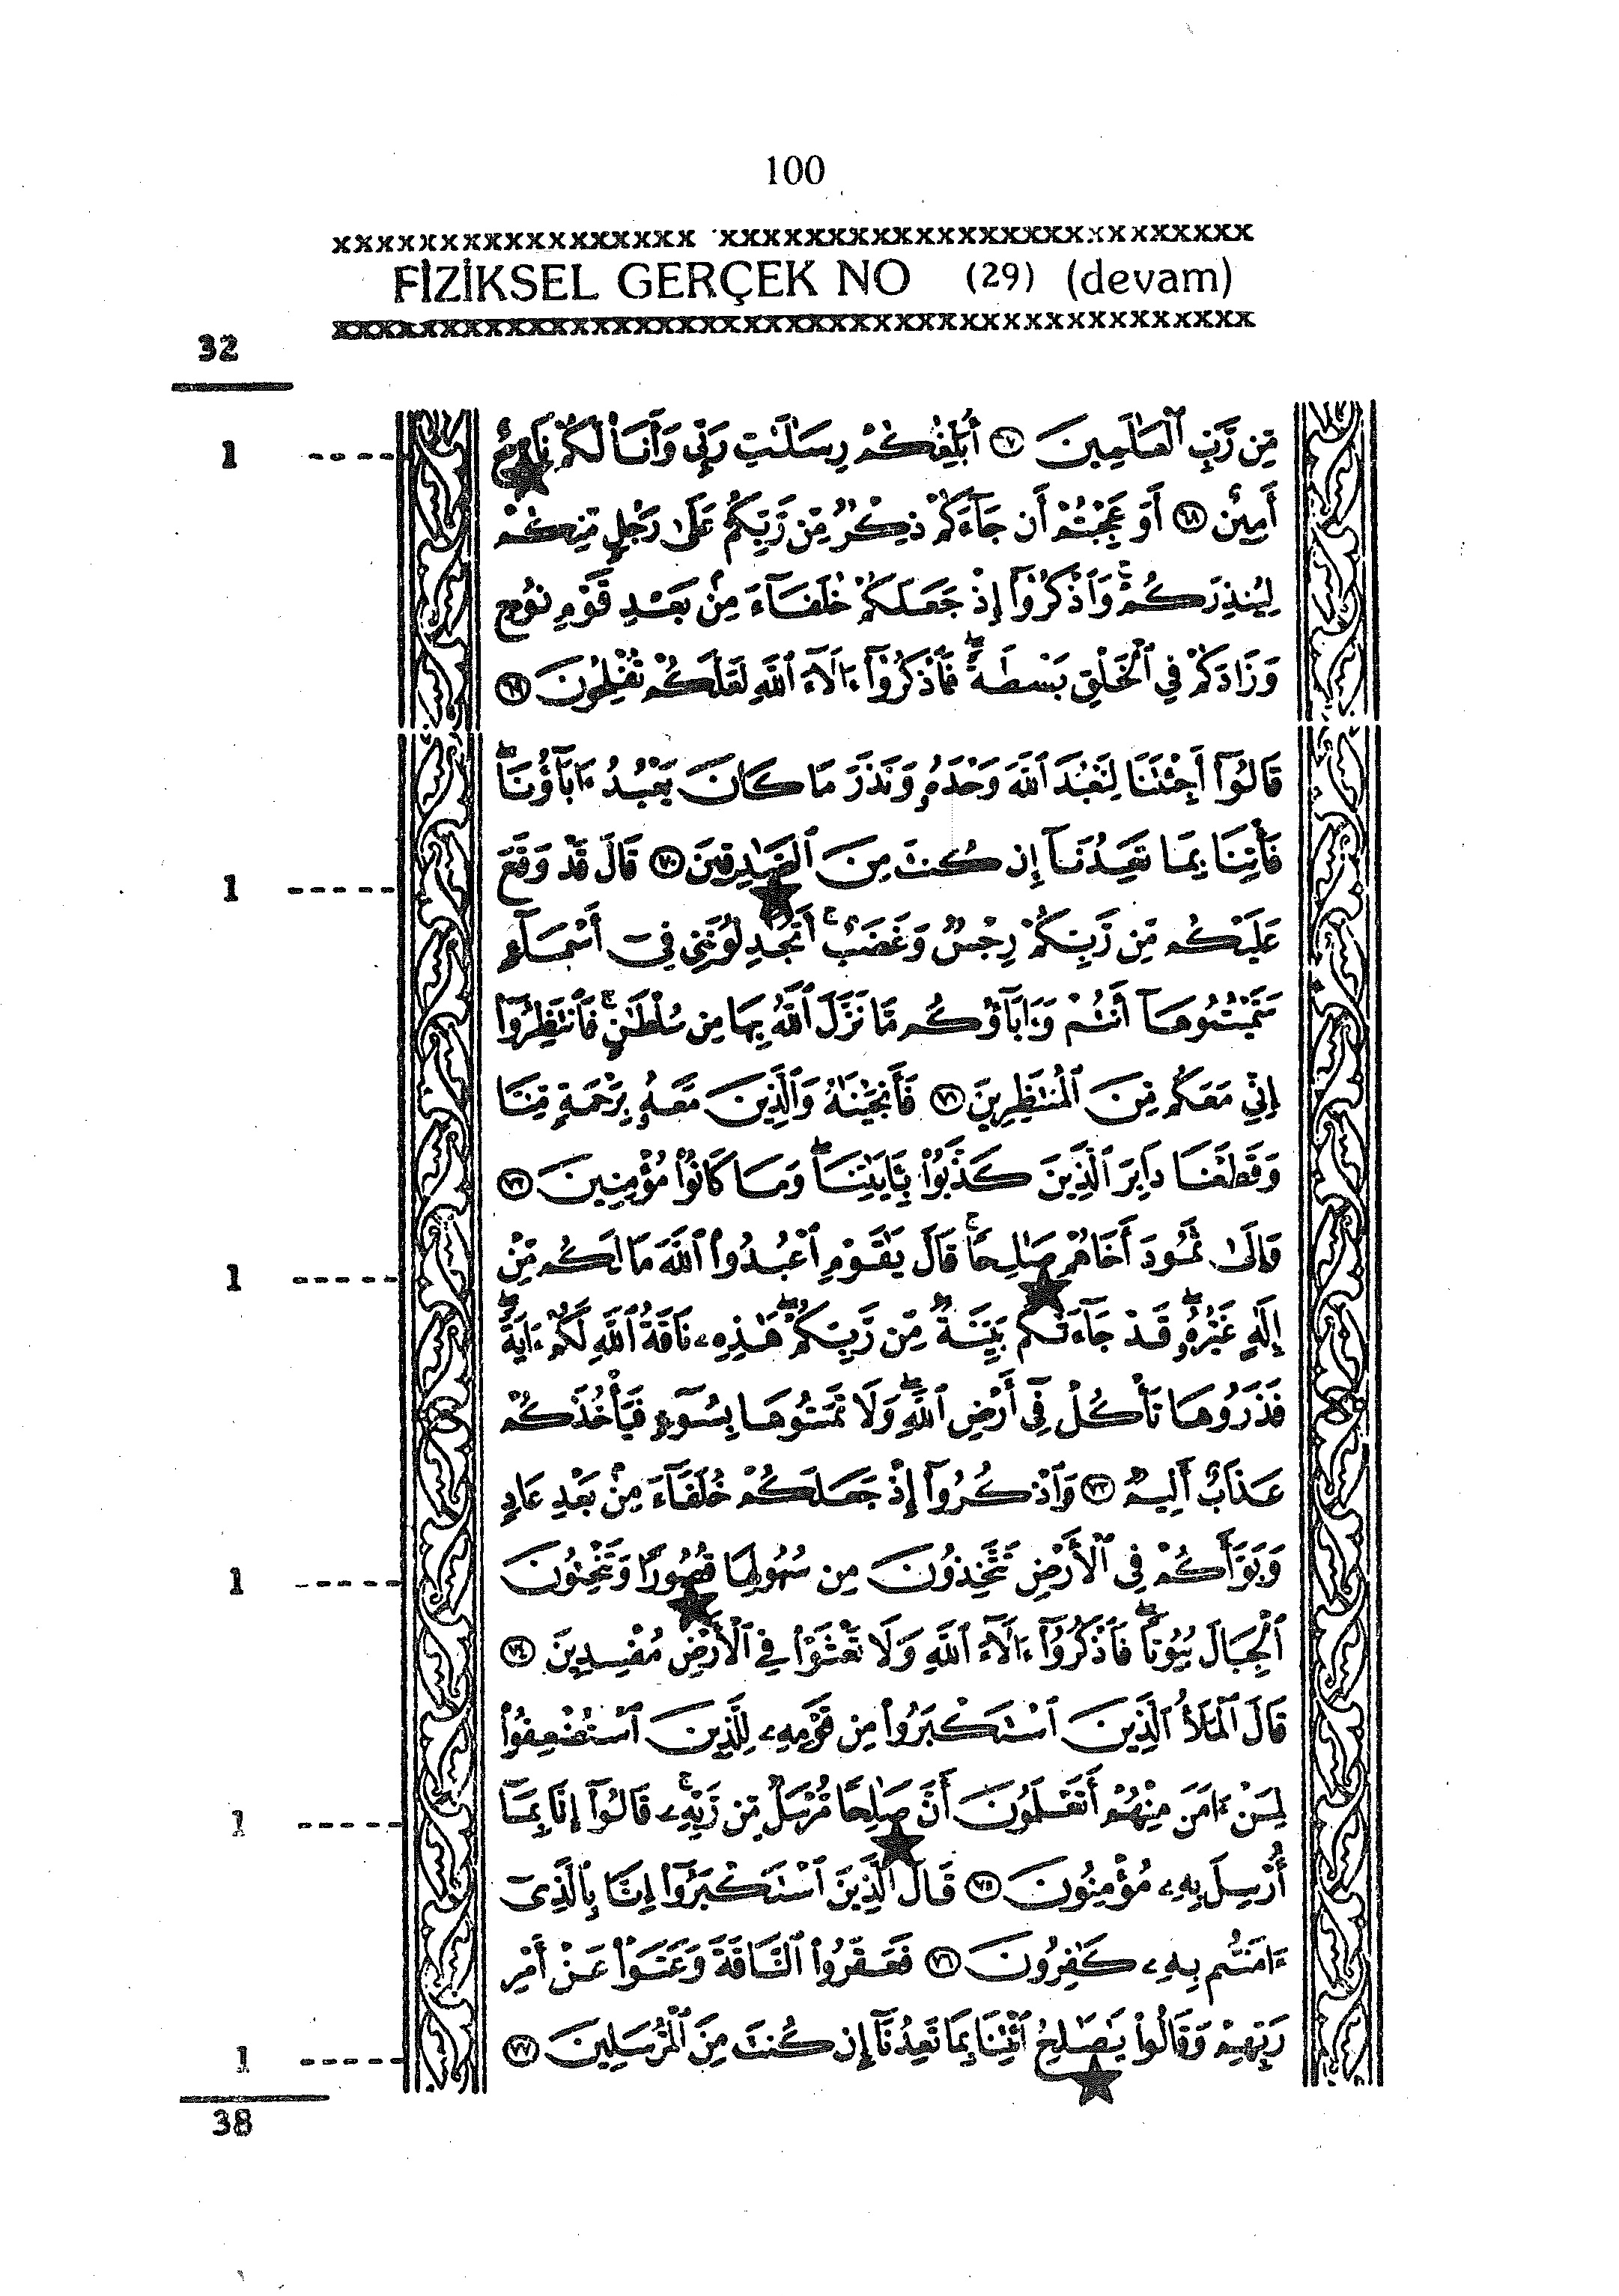 100
xxxxxxxxxxxxxxxxx xxxxxxxxxxxxxxxxxxxxxxxxx
FİZİKSEL GERÇEK NO (29) (devam)
xxxxxxxxxxxxxxxxxxxxxxxxxxxxxxxxxxxxxxxxxxx
32
1 ---- مِّن رَّبِّ ٱلْعَـٰلَمِينَ ٦٧ أُبَلِّغُكُمْ رِسَـٰلَـٰتِ رَبِّى وَأَنَا۠ لَكُمْ نَاصِحٌ
أَمِينٌ ٦٨ أَوَعَجِبْتُمْ أَن جَآءَكُمْ ذِكْرٌ مِّن رَّبِّكُمْ عَلَىٰ رَجُلٍ مِّنكُمْ
لِيُنذِرَكُمْ ۚ وَٱذْكُرُوٓا۟ إِذْ جَعَلَكُمْ خُلَفَآءَ مِنۢ بَعْدِ قَوْمِ نُوحٍ
وَزَادَكُمْ فِى ٱلْخَلْقِ بَصْۜطَةً ۖ فَٱذْكُرُوٓا۟ ءَالَآءَ ٱللَّهِ لَعَلَّكُمْ تُفْلِحُونَ ٦٩
قَالُوٓا۟ أَجِئْتَنَا لِنَعْبُدَ ٱللَّهَ وَحْدَهُۥ وَنَذَرَ مَا كَانَ يَعْبُدُ ءَابَآؤُنَا ۖ
1 ---- فَأْتِنَا بِمَا تَعِدُنَآ إِن كُنتَ مِنَ ٱلصَّـٰدِقِينَ ٧٠ قَالَ قَدْ وَقَعَ
عَلَيْكُم مِّن رَّبِّكُمْ رِجْسٌ وَغَضَبٌ ۖ أَتُجَـٰدِلُونَنِى فِىٓ أَسْمَآءٍ
سَمَّيْتُمُوهَآ أَنتُمْ وَءَابَآؤُكُم مَّا نَزَّلَ ٱللَّهُ بِهَا مِن سُلْطَـٰنٍ ۚ فَٱنتَظِرُوٓا۟
إِنِّى مَعَكُم مِّنَ ٱلْمُنتَظِرِينَ ٧١ فَأَنجَيْنَـٰهُ وَٱلَّذِينَ مَعَهُۥ بِرَحْمَةٍ مِّنَّا
وَقَطَعْنَا دَابِرَ ٱلَّذِينَ كَذَّبُوا۟ بِـَٔايَـٰتِنَا ۖ وَمَا كَانُوا۟ مُؤْمِنِينَ ٧٢
1 ---- وَإِلَىٰ ثَمُودَ أَخَاهُمْ صَـٰلِحًا ۚ قَالَ يَـٰقَوْمِ ٱعْبُدُوا۟ ٱللَّهَ مَا لَكُم مِّنْ
إِلَـٰهٍ غَيْرُهُۥ ۖ قَدْ جَآءَتْكُم بَيِّنَةٌ مِّن رَّبِّكُمْ ۖ هَـٰذِهِۦ نَاقَةُ ٱللَّهِ لَكُمْ ءَايَةً ۖ
فَذَرُوهَا تَأْكُلْ فِىٓ أَرْضِ ٱللَّهِ ۖ وَلَا تَمَسُّوهَا بِسُوٓءٍ فَيَأْخُذَكُمْ
عَذَابٌ أَلِيمٌ ٧٣ وَٱذْكُرُوٓا۟ إِذْ جَعَلَكُمْ خُلَفَآءَ مِنۢ بَعْدِ عَادٍ
1 ---- وَبَوَّأَكُمْ فِى ٱلْأَرْضِ تَتَّخِذُونَ مِن سُهُولِهَا قُصُورًا وَتَنْحِتُونَ
ٱلْجِبَالَ بُيُوتًا ۖ فَٱذْكُرُوٓا۟ ءَالَآءَ ٱللَّهِ وَلَا تَعْثَوْا۟ فِى ٱلْأَرْضِ مُفْسِدِينَ ٧٤
قَالَ ٱلْمَلَأُ ٱلَّذِينَ ٱسْتَكْبَرُوا۟ مِن قَوْمِهِۦ لِلَّذِينَ ٱسْتُضْعِفُوا۟
1 ---- لِمَنْ ءَامَنَ مِنْهُمْ أَتَعْلَمُونَ أَنَّ صَـٰلِحًا مُّرْسَلٌ مِّن رَّبِّهِۦ ۚ قَالُوٓا۟ إِنَّا بِمَآ
أُرْسِلَ بِهِۦ مُؤْمِنُونَ ٧٥ قَالَ ٱلَّذِينَ ٱسْتَكْبَرُوٓا۟ إِنَّا بِٱلَّذِىٓ
ءَامَنتُم بِهِۦ كَـٰفِرُونَ ٧٦ فَعَقَرُوا۟ ٱلنَّاقَةَ وَعَتَوْا۟ عَنْ أَمْرِ
1 ---- رَبِّهِمْ وَقَالُوا۟ يَـٰصَـٰلِحُ ٱئْتِنَا بِمَا تَعِدُنَآ إِن كُنتَ مِنَ ٱلْمُرْسَلِينَ ٧٧
38